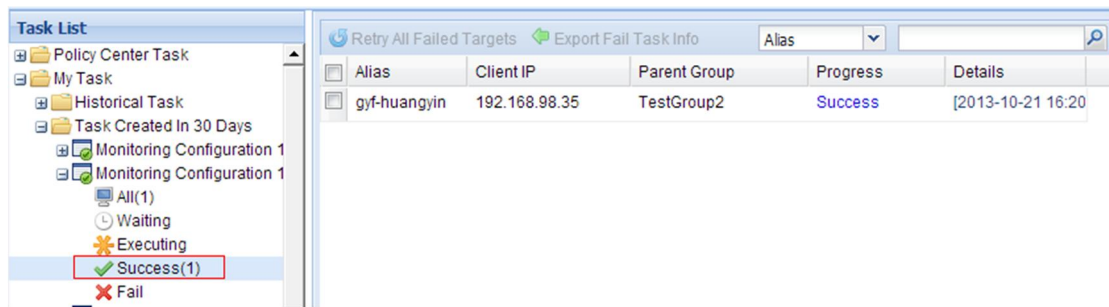 Task List
Policy Center Task
My Task
Historical Task
Task Created In 30 Days
Monitoring Configuration 1
Monitoring Configuration 1
All(1)
Waiting
Executing
Success(1)
Fail
Retry All Failed Targets Export Fail Task Info Alias
Alias Client IP Parent Group Progress Details
gyf-huangyin 192.168.98.35 TestGroup2 Success [2013-10-21 16:20